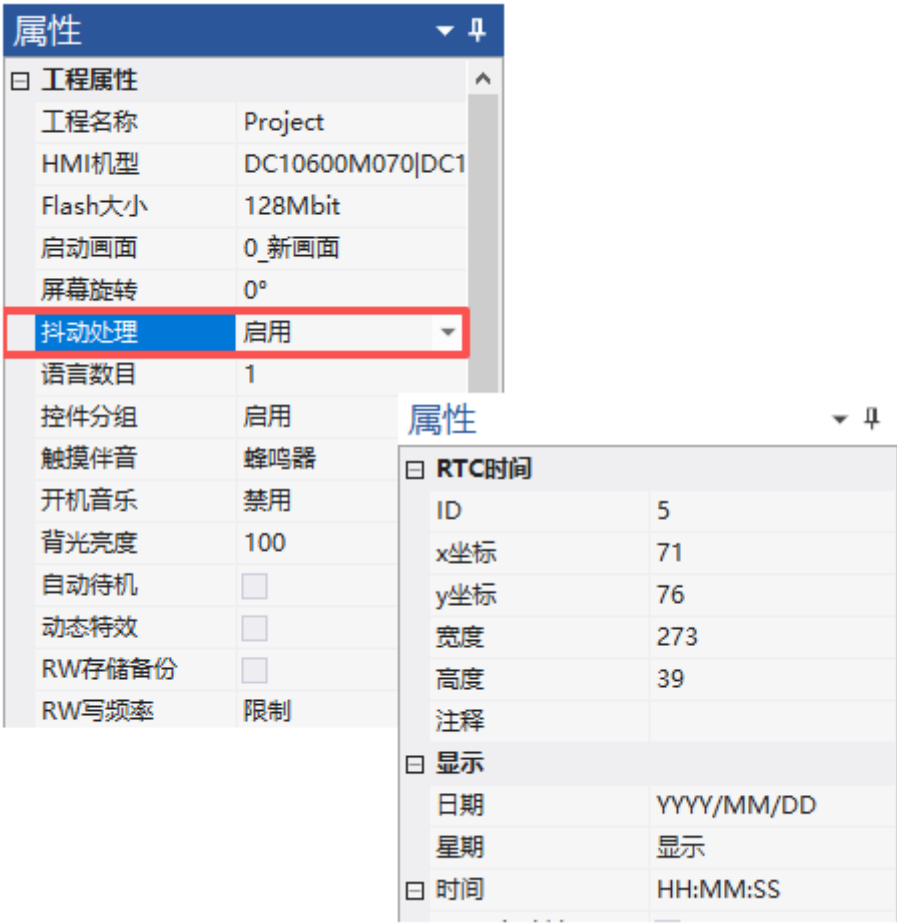 属性
工程属性
工程名称 Project
HMI机型 DC10600M070|DC1
Flash大小 128Mbit
启动画面 0_新画面
屏幕旋转 0°
抖动处理 启用
语言数目 1
控件分组 启用
触摸伴音 蜂鸣器
开机音乐 禁用
背光亮度 100
自动待机
动态特效
RW存储备份
RW写频率 限制
属性
RTC时间
ID 5
x坐标 71
y坐标 76
宽度 273
高度 39
注释
显示
日期 YYYY/MM/DD
星期 显示
时间 HH:MM:SS